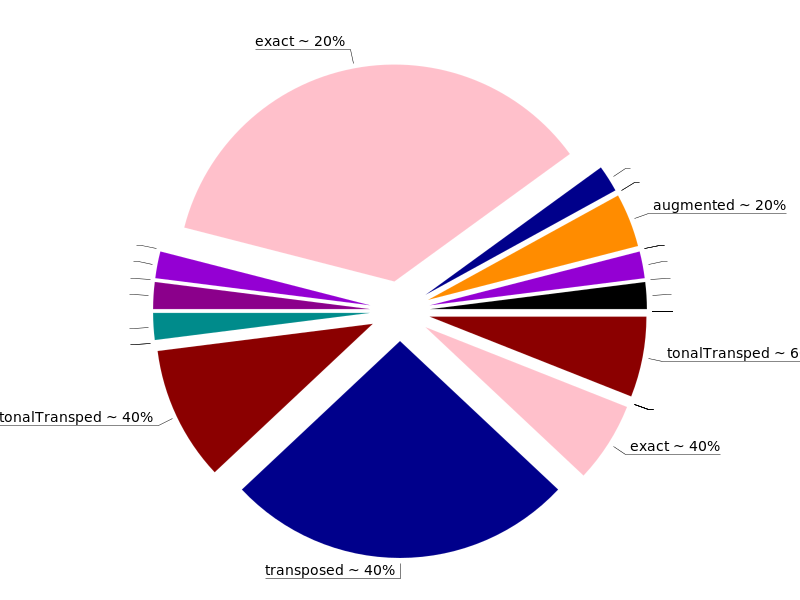 exact ~ 20%
augmented ~ 20%
tonalTransped ~ 6
tonalTransped ~ 40%
exact ~ 40%
transposed ~ 40%